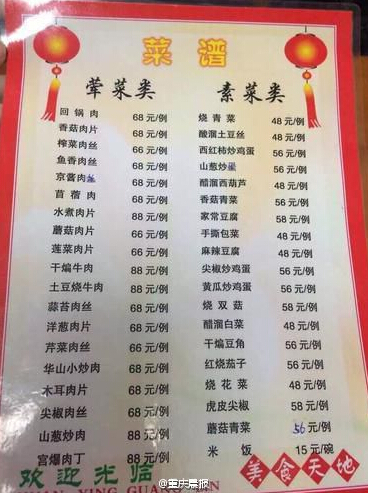 菜谱
荤菜类
回锅肉 68元/例
香菇肉片 68元/例
榨菜肉丝 66元/例
鱼香肉丝 68元/例
京酱肉丝 68元/例
苜蓿肉 68元/例
水煮肉片 88元/例
蘑菇肉片 66元/例
莲菜肉片 66元/例
干煸牛肉 88元/例
土豆烧牛肉 88元/例
蒜苔肉丝 68元/例
洋葱肉片 68元/例
芹菜肉丝 66元/例
华山小炒肉 68元/例
木耳肉片 68元/例
尖椒肉丝 68元/例
山葱炒肉 88元/例
宫爆肉丁 88元/例
素菜类
烧青菜 48元/例
酸溜土豆丝 48元/例
西红柿炒鸡蛋 56元/例
山葱炒蛋 56元/例
醋溜西葫芦 48元/例
香菇青菜 58元/例
家常豆腐 58元/例
手撕包菜 48元/例
麻辣豆腐 48元/例
尖椒炒鸡蛋 56元/例
黄瓜炒鸡蛋 56元/例
烧双菇 58元/例
醋溜白菜 48元/例
干煸豆角 56元/例
红烧茄子 56元/例
烧花菜 48元/例
虎皮尖椒 58元/例
蘑菇青菜 56元/例
米饭 15元/碗
欢迎光临
美食天地
@重庆晨报